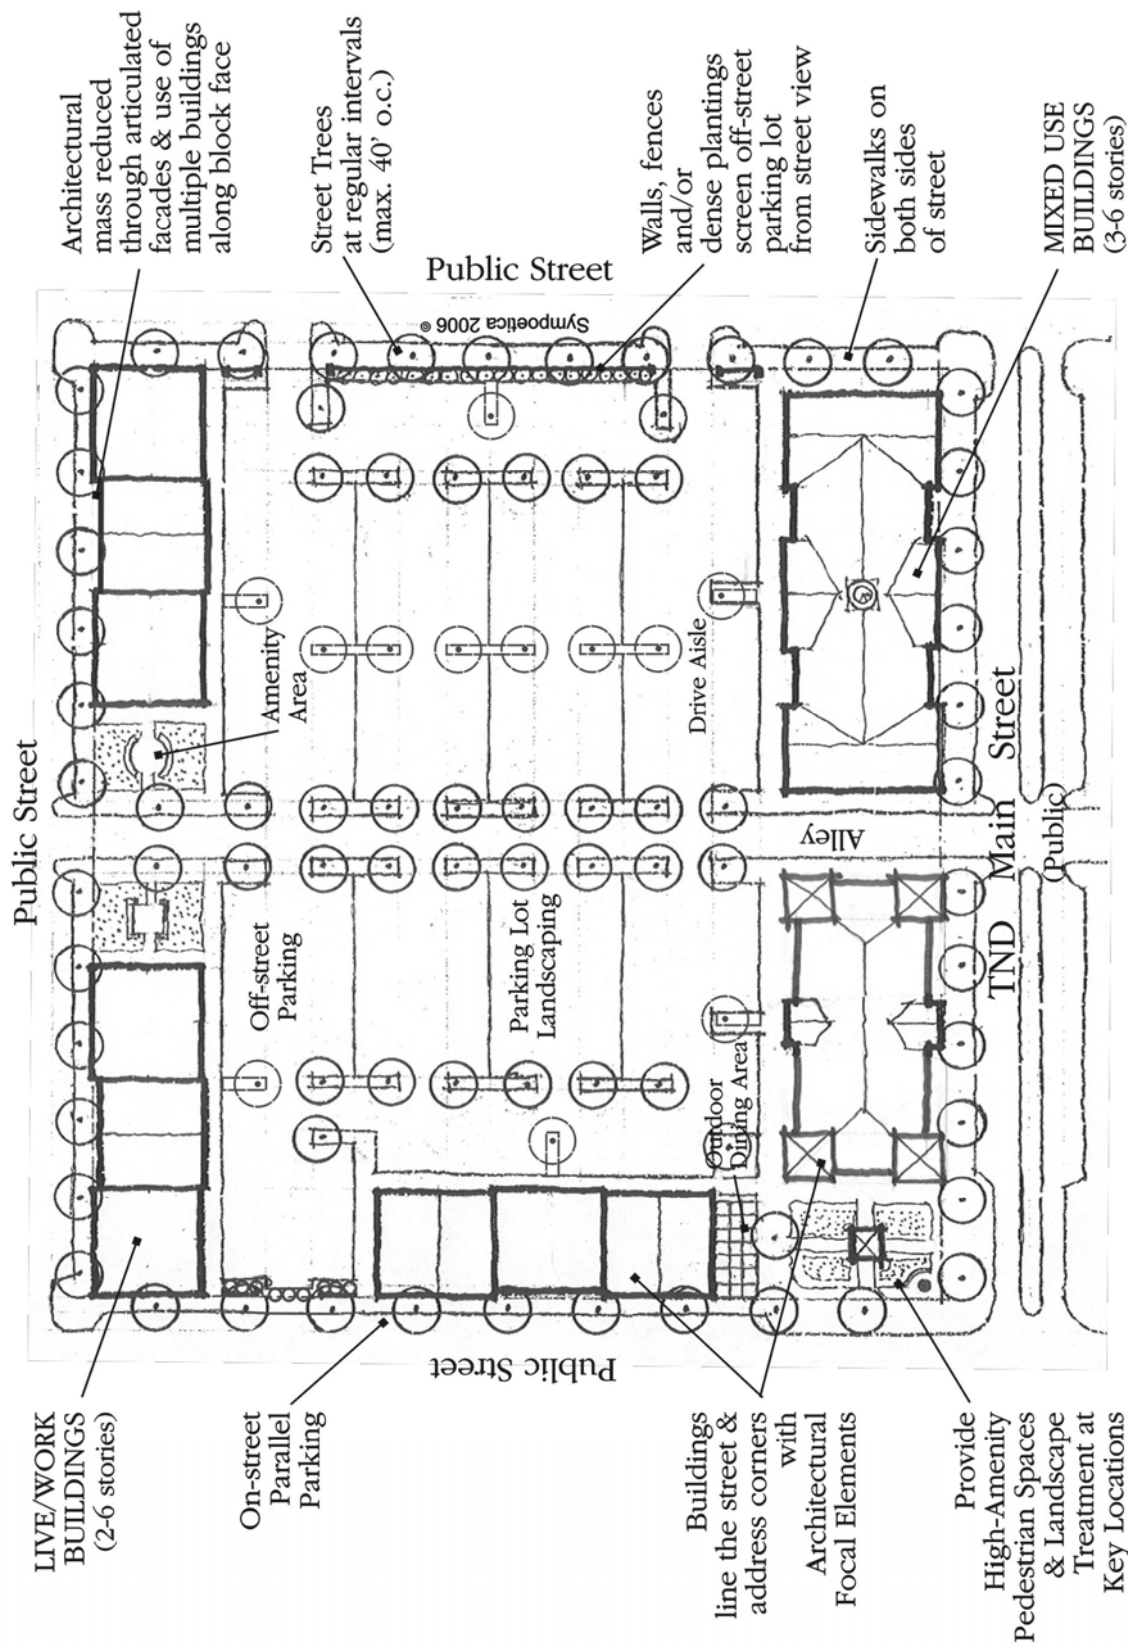 Architectural
mass reduced
through articulated
facades & use of
multiple buildings
along block face
Street Trees
at regular intervals
(max. 40' o.c.)
Walls, fences
and/or
dense plantings
screen off-street
parking lot
from street view
Sidewalks on
both sides
of street
MIXED USE
BUILDINGS
(3-6 stories)
Public Street
Public Street
Sympoetica 2006 ©
Amenity
Area
Drive Aisle
Alley
Off-street
Parking
Parking Lot
Landscaping
Outdoor
Dining Area
TND Main Street
(Public)
Public Street
LIVE/WORK
BUILDINGS
(2-6 stories)
On-street
Parallel
Parking
Buildings
line the street &
address corners
with
Architectural
Focal Elements
Provide
High-Amenity
Pedestrian Spaces
& Landscape
Treatment at
Key Locations